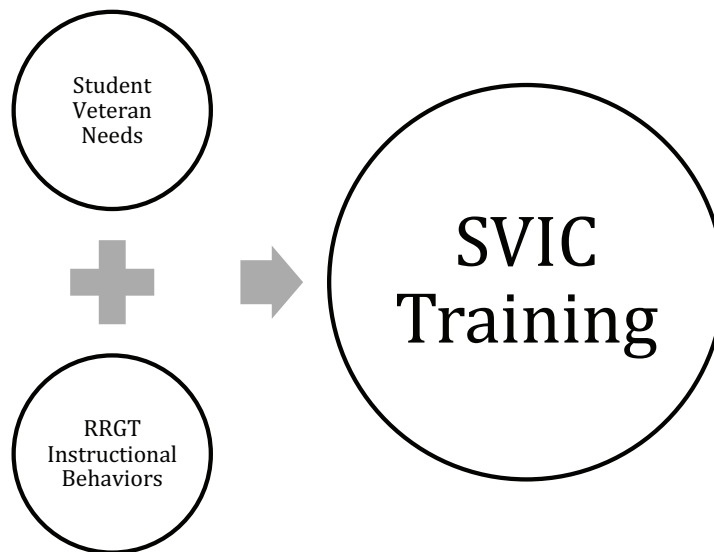 Student
Veteran
Needs
RRGT
Instructional
Behaviors
SVIC
Training